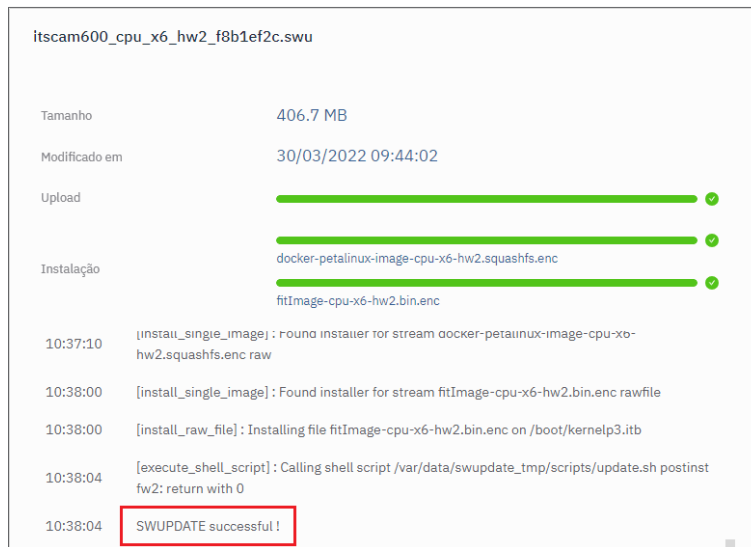 itscam600_cpu_x6_hw2_f8b1ef2c.swu
Tamanho 406.7 MB
Modificado em 30/03/2022 09:44:02
Upload
Instalação
docker-petalinux-image-cpu-x6-hw2.squashfs.enc
fitImage-cpu-x6-hw2.bin.enc
10:37:10 [install_single_image] : Found installer for stream docker-petalinux-image-cpu-x6-
hw2.squashfs.enc raw
10:38:00 [install_single_image] : Found installer for stream fitImage-cpu-x6-hw2.bin.enc rawfile
10:38:00 [install_raw_file] : Installing file fitImage-cpu-x6-hw2.bin.enc on /boot/kernelp3.itb
10:38:04 [execute_shell_script] : Calling shell script /var/data/swupdate_tmp/scripts/update.sh postinst
fw2: return with 0
10:38:04 SWUPDATE successful !